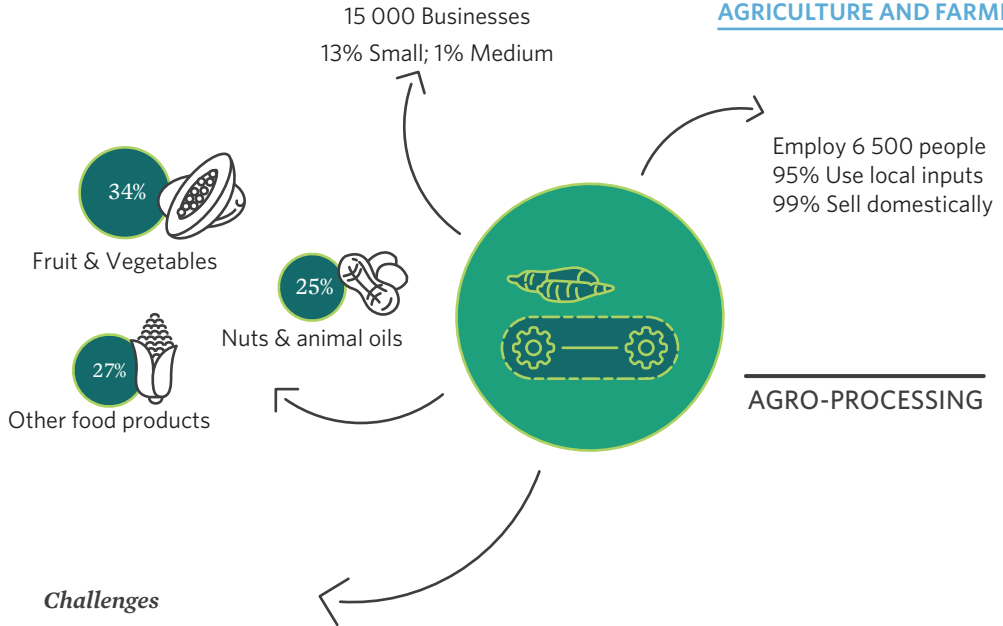 15 000 Businesses
13% Small; 1% Medium
AGRICULTURE AND FARMI
Employ 6 500 people
95% Use local inputs
99% Sell domestically
34%
Fruit & Vegetables
25%
Nuts & animal oils
27%
Other food products
AGRO-PROCESSING
Challenges